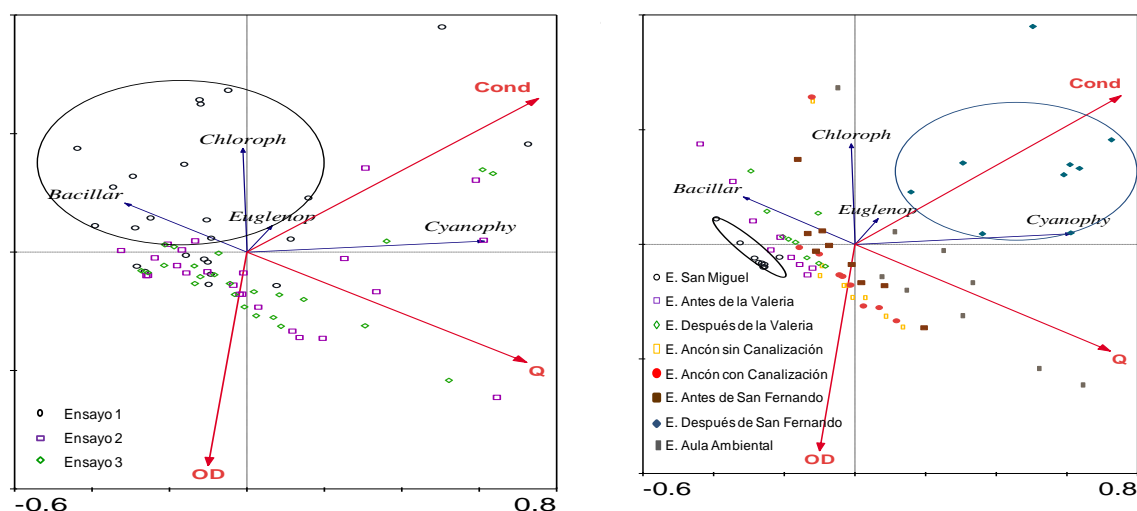 Cond
Chloroph
Bacillar
Euglenop
Cyanophy
Q
OD
Ensayo 1
Ensayo 2
Ensayo 3
-0.6
0.8
Cond
Chloroph
Bacillar
Euglenop
Cyanophy
Q
OD
E. San Miguel
E. Antes de la Valeria
E. Después de la Valeria
E. Ancón sin Canalización
E. Ancón con Canalización
E. Antes de San Fernando
E. Después de San Fernando
E. Aula Ambiental
-0.6
0.8